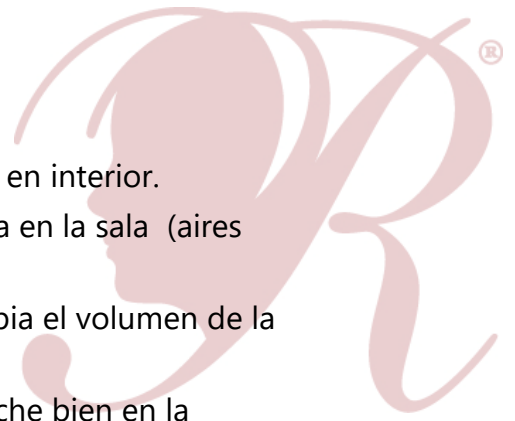 en interior.
a en la sala  (aires
bia el volumen de la
che bien en la
®